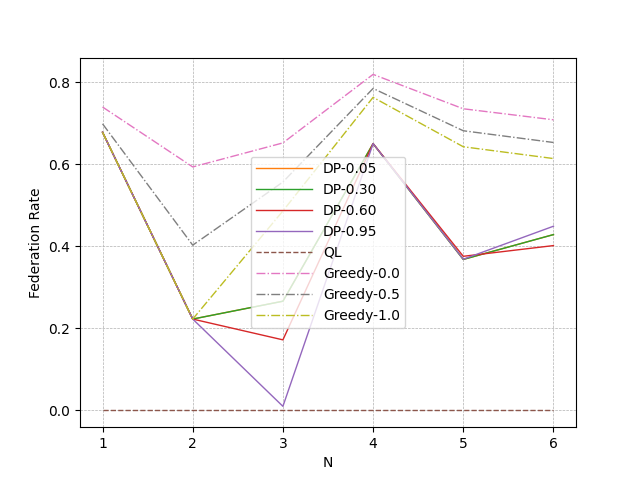 0.8
0.6
0.4
0.2
0.0
Federation Rate
DP-0.05
DP-0.30
DP-0.60
DP-0.95
QL
Greedy-0.0
Greedy-0.5
Greedy-1.0
1 2 3 4 5 6
N